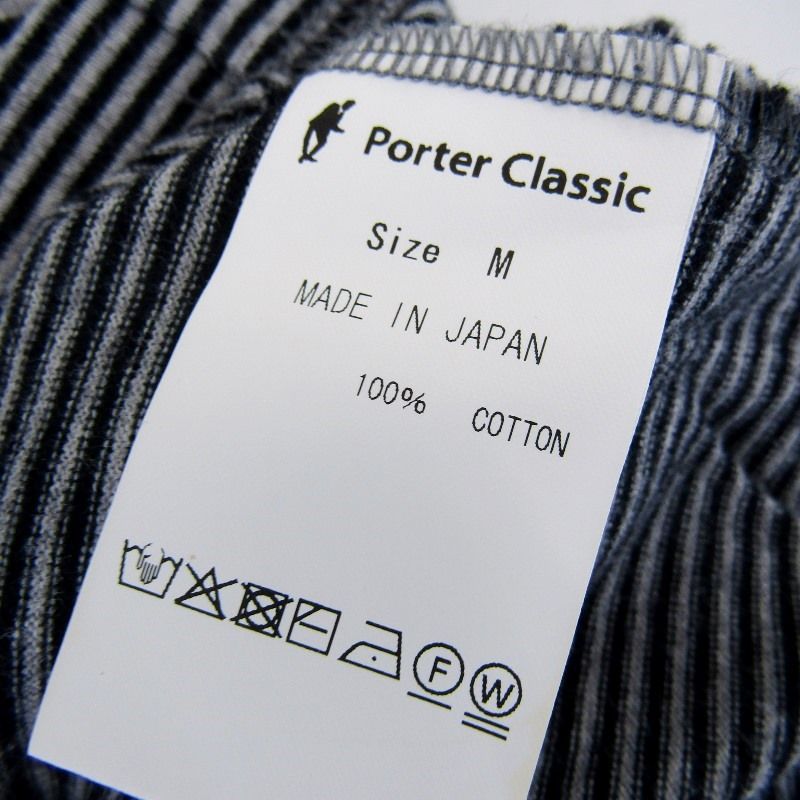 Porter Classic
Size M
MADE IN JAPAN
100% COTTON
F W